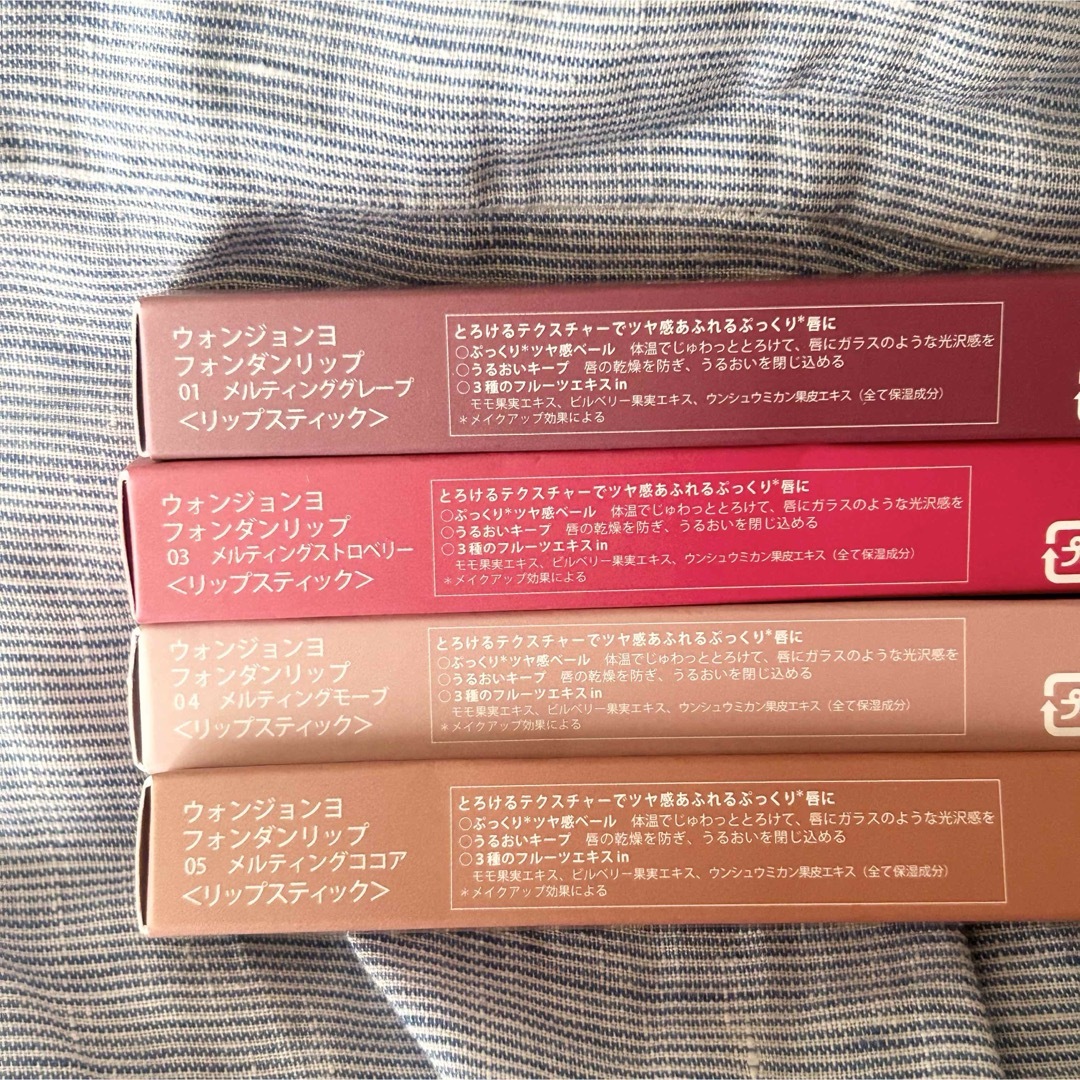 ウォンジョンヨ
フォンダンリップ
01　メルティンググレープ
＜リップスティック＞
とろけるテクスチャーでツヤ感あふれるぷっくり*唇に
○ぷっくり*ツヤ感ベール　体温でじゅわっととろけて、唇にガラスのような光沢感を
○うるおいキープ　唇の乾燥を防ぎ、うるおいを閉じ込める
○３種のフルーツエキス in
モモ果実エキス、ビルベリー果実エキス、ウンシュウミカン果皮エキス（全て保湿成分）
＊メイクアップ効果による
ウォンジョンヨ
フォンダンリップ
03　メルティングストロベリー
＜リップスティック＞
とろけるテクスチャーでツヤ感あふれるぷっくり*唇に
○ぷっくり*ツヤ感ベール　体温でじゅわっととろけて、唇にガラスのような光沢感を
○うるおいキープ　唇の乾燥を防ぎ、うるおいを閉じ込める
○３種のフルーツエキス in
モモ果実エキス、ビルベリー果実エキス、ウンシュウミカン果皮エキス（全て保湿成分）
＊メイクアップ効果による
プ
ウォンジョンヨ
フォンダンリップ
04　メルティングモーブ
＜リップスティック＞
とろけるテクスチャーでツヤ感あふれるぷっくり*唇に
○ぷっくり*ツヤ感ベール　体温でじゅわっととろけて、唇にガラスのような光沢感を
○うるおいキープ　唇の乾燥を防ぎ、うるおいを閉じ込める
○３種のフルーツエキス in
モモ果実エキス、ビルベリー果実エキス、ウンシュウミカン果皮エキス（全て保湿成分）
＊メイクアップ効果による
プ
ウォンジョンヨ
フォンダンリップ
05　メルティングココア
＜リップスティック＞
とろけるテクスチャーでツヤ感あふれるぷっくり*唇に
○ぷっくり*ツヤ感ベール　体温でじゅわっととろけて、唇にガラスのような光沢感を
○うるおいキープ　唇の乾燥を防ぎ、うるおいを閉じ込める
○３種のフルーツエキス in
モモ果実エキス、ビルベリー果実エキス、ウンシュウミカン果皮エキス（全て保湿成分）
＊メイクアップ効果による